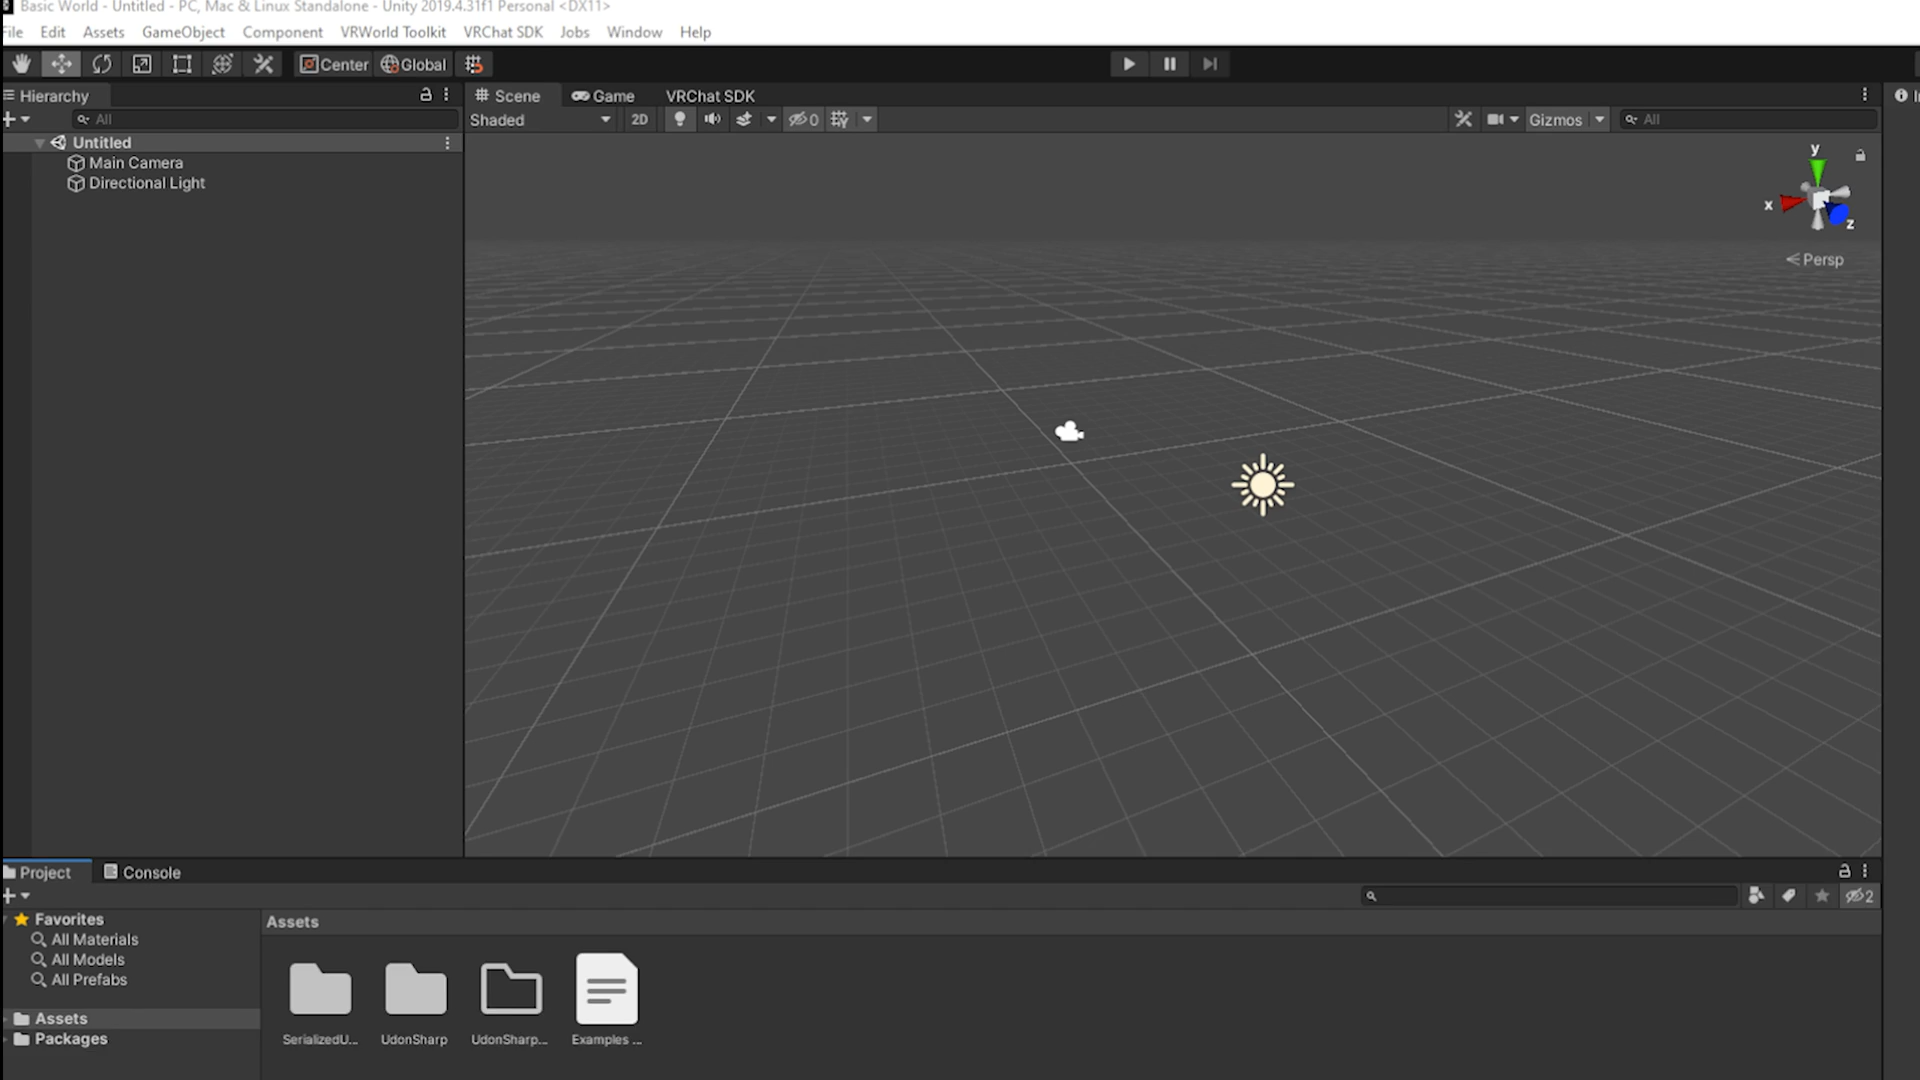 Basic World - Untitled - PC, Mac & Linux Standalone - Unity 2019.4.31f1 Personal <DX11>
File Edit Assets GameObject Component VRWorld Toolkit VRChat SDK Jobs Window Help
Center Global
Hierarchy
Scene Game VRChat SDK
All
Shaded 2D 0 Gizmos All
Untitled
Main Camera
Directional Light
y
x
z
Persp
Project Console
2
Favorites
All Materials
All Models
All Prefabs
Assets
Packages
Assets
SerializedU... UdonSharp UdonSharp... Examples ...